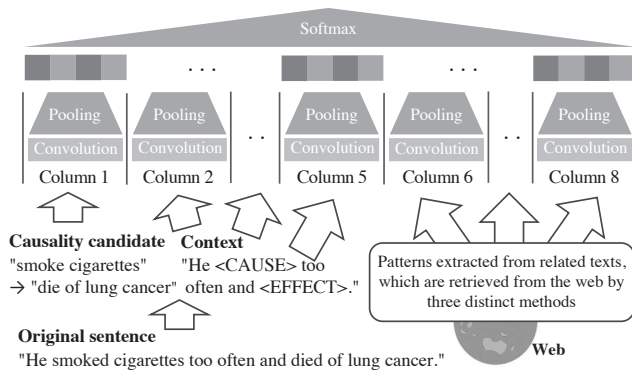 Softmax
. . .
. . .
Pooling
Pooling
Pooling
Pooling
Pooling
Convolution
Convolution
. .
Convolution
Convolution
. .
Convolution
Column 1
Column 2
Column 5
Column 6
Column 8
Causality candidate
"smoke cigarettes"
→ "die of lung cancer"
Context
"He <CAUSE> too
often and <EFFECT>."
Patterns extracted from related texts,
which are retrieved from the web by
three distinct methods
Original sentence
"He smoked cigarettes too often and died of lung cancer."
Web